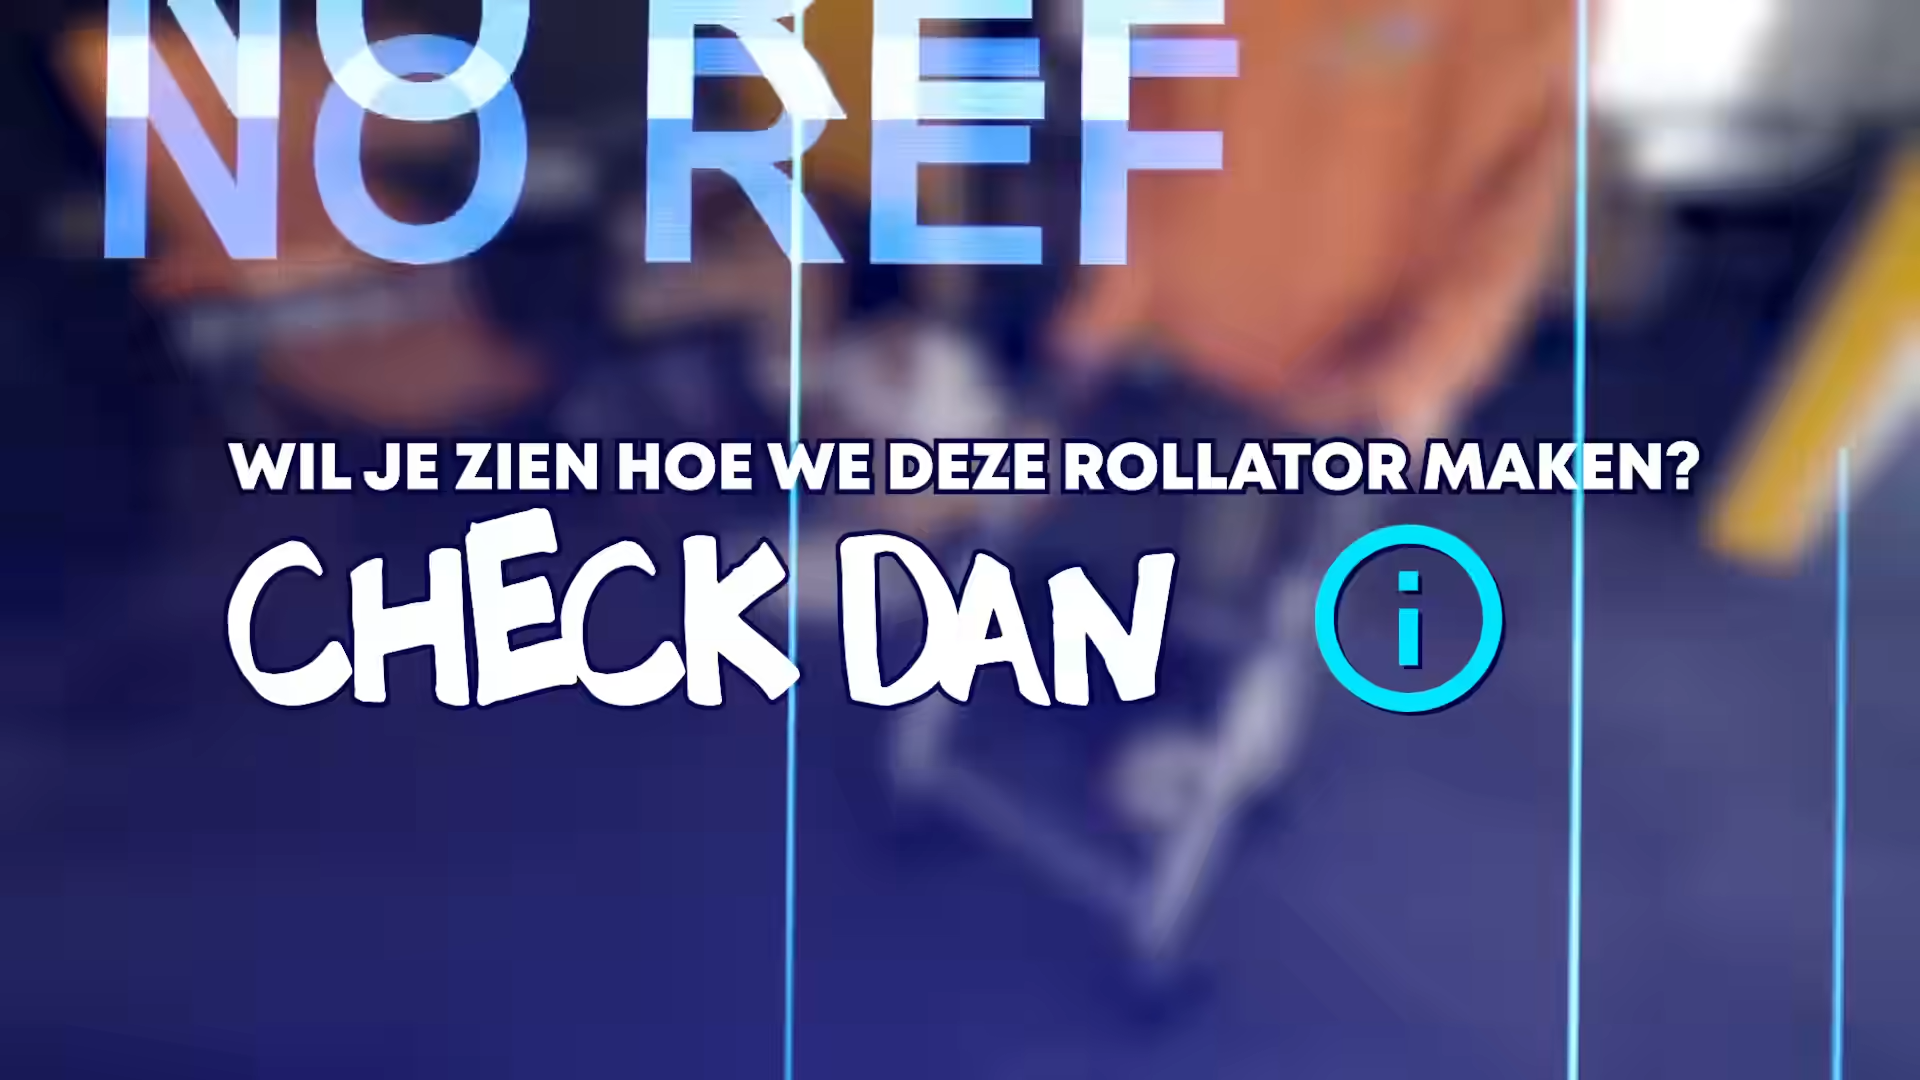 NO REF
NO REF
WIL JE ZIEN HOE WE DEZE ROLLATOR MAKEN?
CHECK DAN i